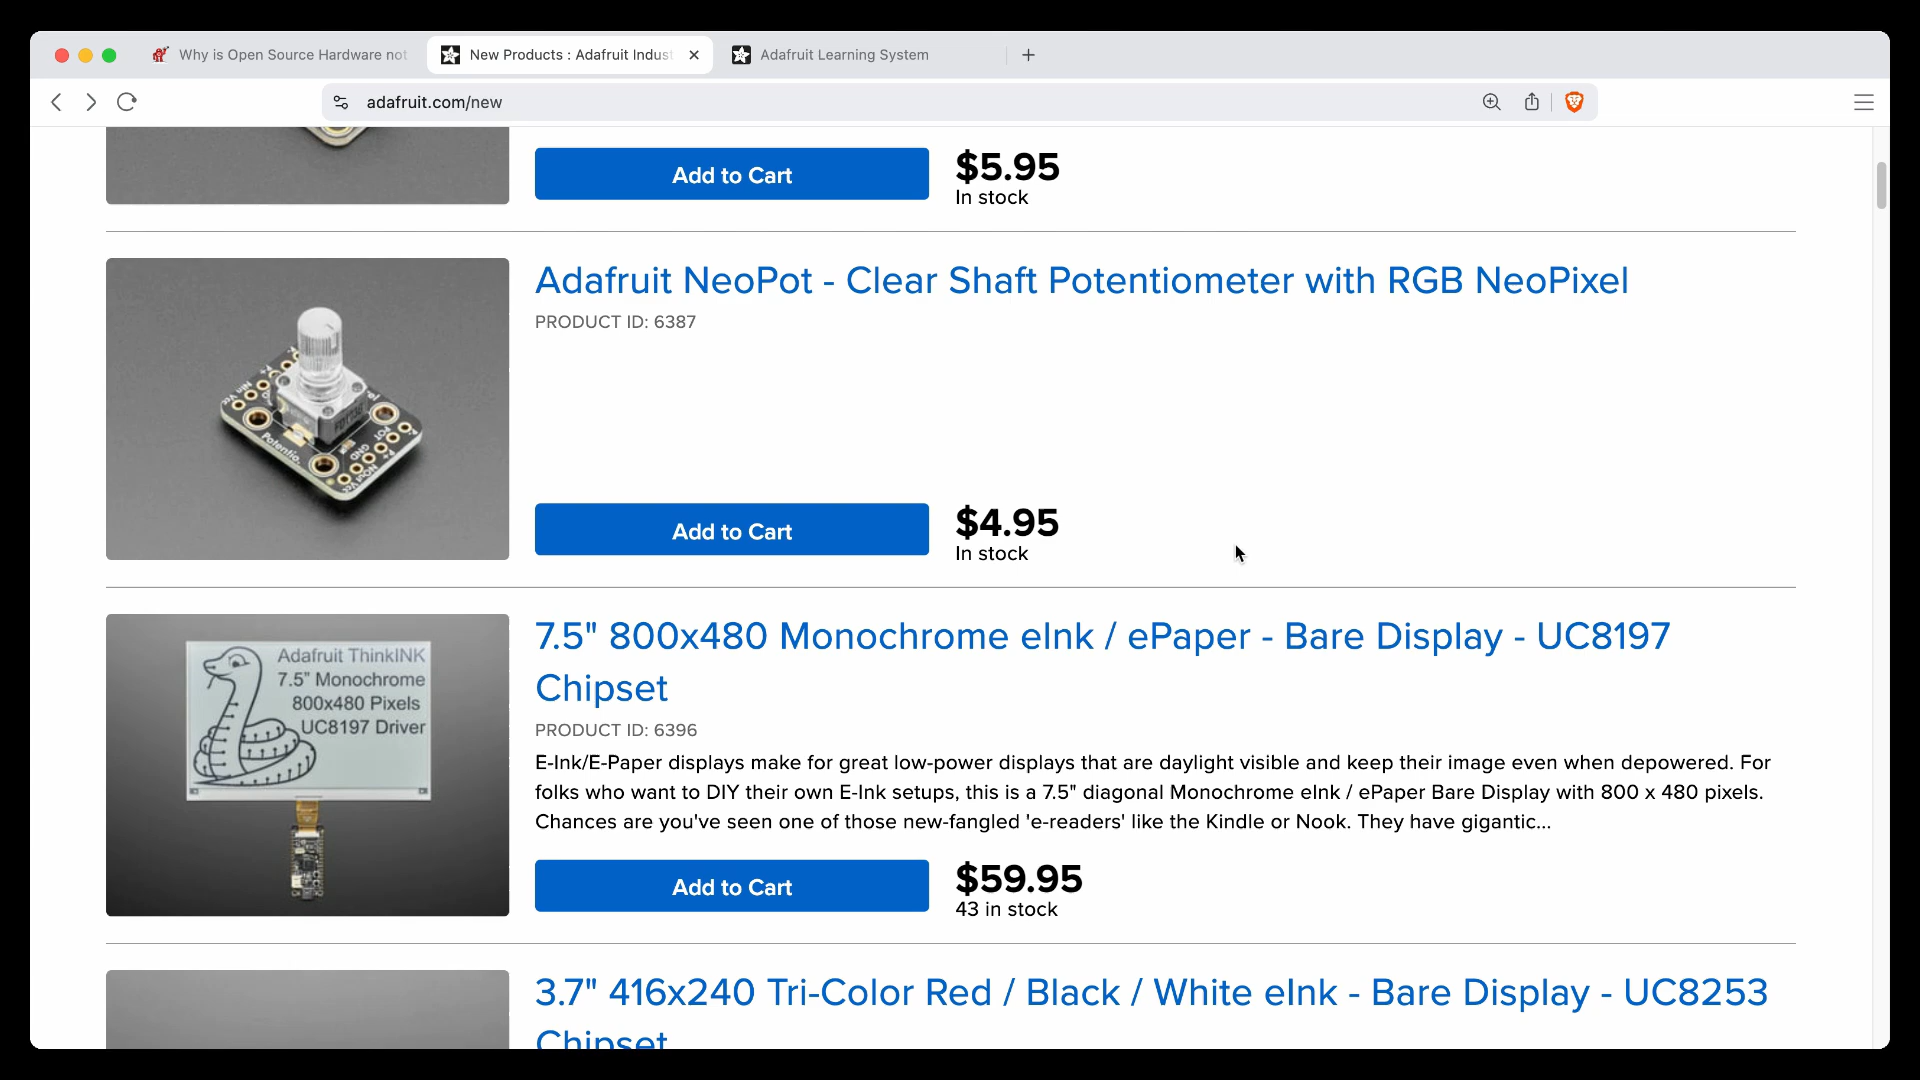 Why is Open Source Hardware not
New Products : Adafruit Indust
Adafruit Learning System
adafruit.com/new
Add to Cart
$5.95
In stock
Adafruit NeoPot - Clear Shaft Potentiometer with RGB NeoPixel
PRODUCT ID: 6387
Add to Cart
$4.95
In stock
Potentio.
POT
GND
Adafruit ThinkINK
7.5" Monochrome
800x480 Pixels
UC8197 Driver
7.5" 800x480 Monochrome eInk / ePaper - Bare Display - UC8197
Chipset
PRODUCT ID: 6396
E-Ink/E-Paper displays make for great low-power displays that are daylight visible and keep their image even when depowered. For
folks who want to DIY their own E-Ink setups, this is a 7.5" diagonal Monochrome eInk / ePaper Bare Display with 800 x 480 pixels.
Chances are you've seen one of those new-fangled 'e-readers' like the Kindle or Nook. They have gigantic...
Add to Cart
$59.95
43 in stock
3.7" 416x240 Tri-Color Red / Black / White eInk - Bare Display - UC8253
Chipset